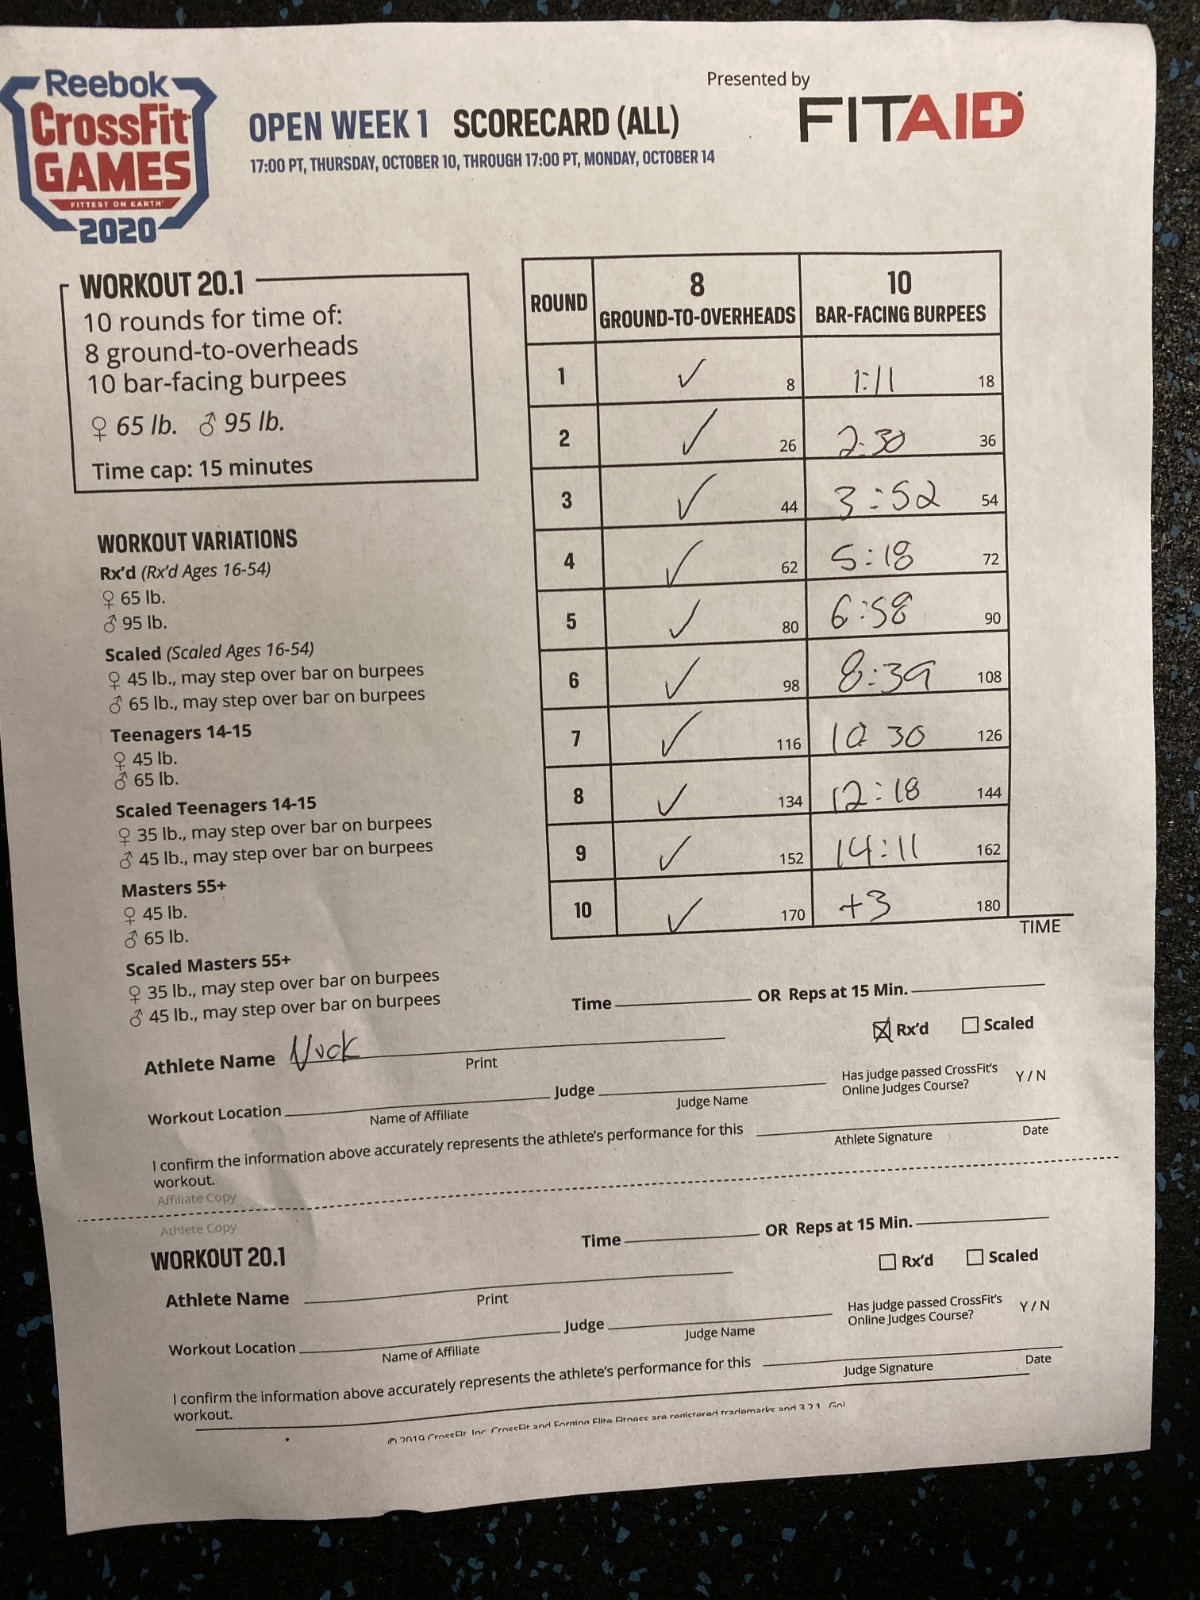 Reebok
CrossFit
GAMES
FITTEST ON EARTH
2020
Presented by
FITAID
OPEN WEEK 1 SCORECARD (ALL)
17:00 PT, THURSDAY, OCTOBER 10, THROUGH 17:00 PT, MONDAY, OCTOBER 14
WORKOUT 20.1
10 rounds for time of:
8 ground-to-overheads
10 bar-facing burpees
♀ 65 lb. ♂ 95 lb.
Time cap: 15 minutes
WORKOUT VARIATIONS
Rx'd (Rx'd Ages 16-54)
♀ 65 lb.
♂ 95 lb.
Scaled (Scaled Ages 16-54)
♀ 45 lb., may step over bar on burpees
♂ 65 lb., may step over bar on burpees
Teenagers 14-15
♀ 45 lb.
♂ 65 lb.
Scaled Teenagers 14-15
♀ 35 lb., may step over bar on burpees
♂ 45 lb., may step over bar on burpees
Masters 55+
♀ 45 lb.
♂ 65 lb.
Scaled Masters 55+
♀ 35 lb., may step over bar on burpees
♂ 45 lb., may step over bar on burpees
ROUND 8 GROUND-TO-OVERHEADS 10 BAR-FACING BURPEES
1 ✓ 8 1:11 18
2 ✓ 26 2:30 36
3 ✓ 44 3:52 54
4 ✓ 62 5:18 72
5 ✓ 80 6:58 90
6 ✓ 98 8:39 108
7 ✓ 116 10 30 126
8 ✓ 134 12:18 144
9 ✓ 152 14:11 162
10 ✓ 170 +3 180
TIME
Time OR Reps at 15 Min.
☒ Rx'd ☐ Scaled
Athlete Name
Print
Workout Location Judge
Name of Affiliate Judge Name
Has judge passed CrossFit's
Online Judges Course? Y / N
I confirm the information above accurately represents the athlete's performance for this
workout.
Athlete Signature Date
Affiliate Copy
Athlete Copy
WORKOUT 20.1
Time OR Reps at 15 Min.
☐ Rx'd ☐ Scaled
Athlete Name
Print
Workout Location Judge
Name of Affiliate Judge Name
Has judge passed CrossFit's
Online Judges Course? Y / N
I confirm the information above accurately represents the athlete's performance for this
workout.
Judge Signature Date